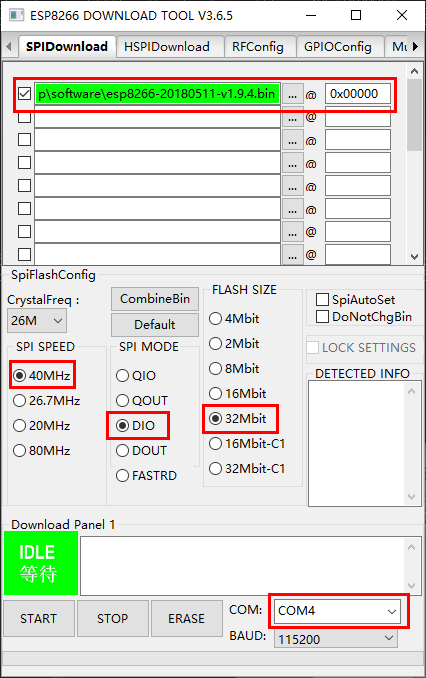 ESP8266 DOWNLOAD TOOL V3.6.5
SPIDownload HSPIDownload RFConfig GPIOConfig Mu
p\software\esp8266-20180511-v1.9.4.bin ... @ 0x00000
... @
... @
... @
... @
... @
... @
SpiFlashConfig
CrystalFreq :
26M
CombineBin
Default
SPI SPEED
40MHz
26.7MHz
20MHz
80MHz
SPI MODE
QIO
QOUT
DIO
DOUT
FASTRD
FLASH SIZE
4Mbit
2Mbit
8Mbit
16Mbit
32Mbit
16Mbit-C1
32Mbit-C1
SpiAutoSet
DoNotChgBin
LOCK SETTINGS
DETECTED INFO
Download Panel 1
IDLE
等待
START STOP ERASE
COM: COM4
BAUD: 115200